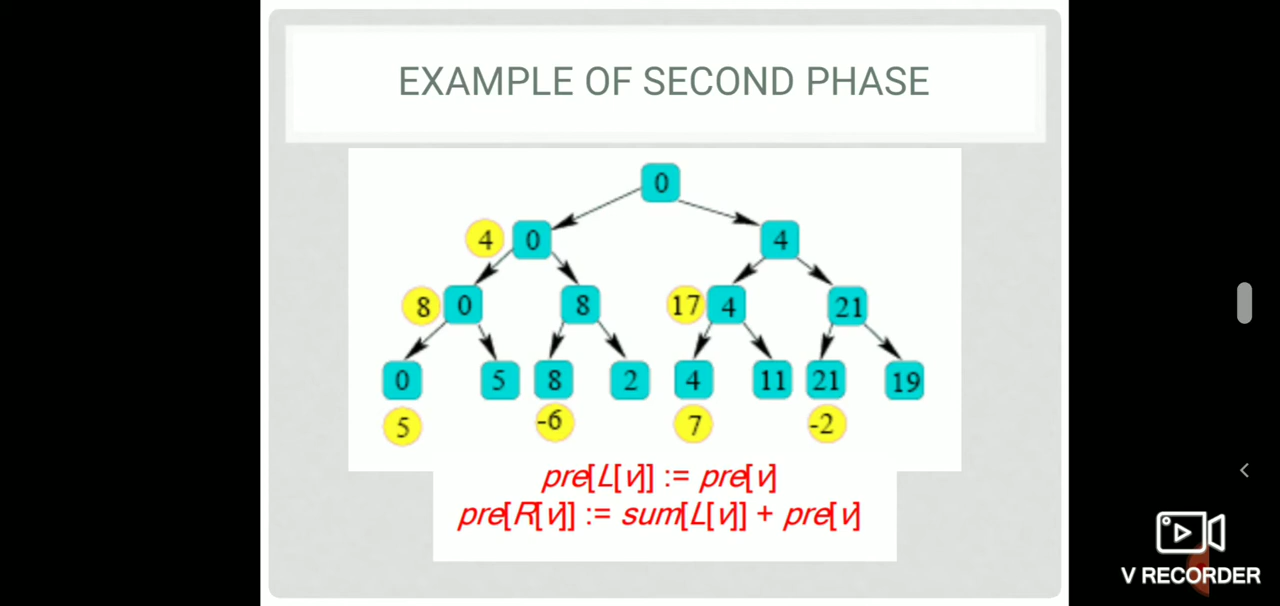 EXAMPLE OF SECOND PHASE
0
4 0 4
8 0 8 17 4 21
0 5 8 2 4 11 21 19
5 -6 7 -2
pre[L[v]] := pre[v]
pre[R[v]] := sum[L[v]] + pre[v]
V RECORDER